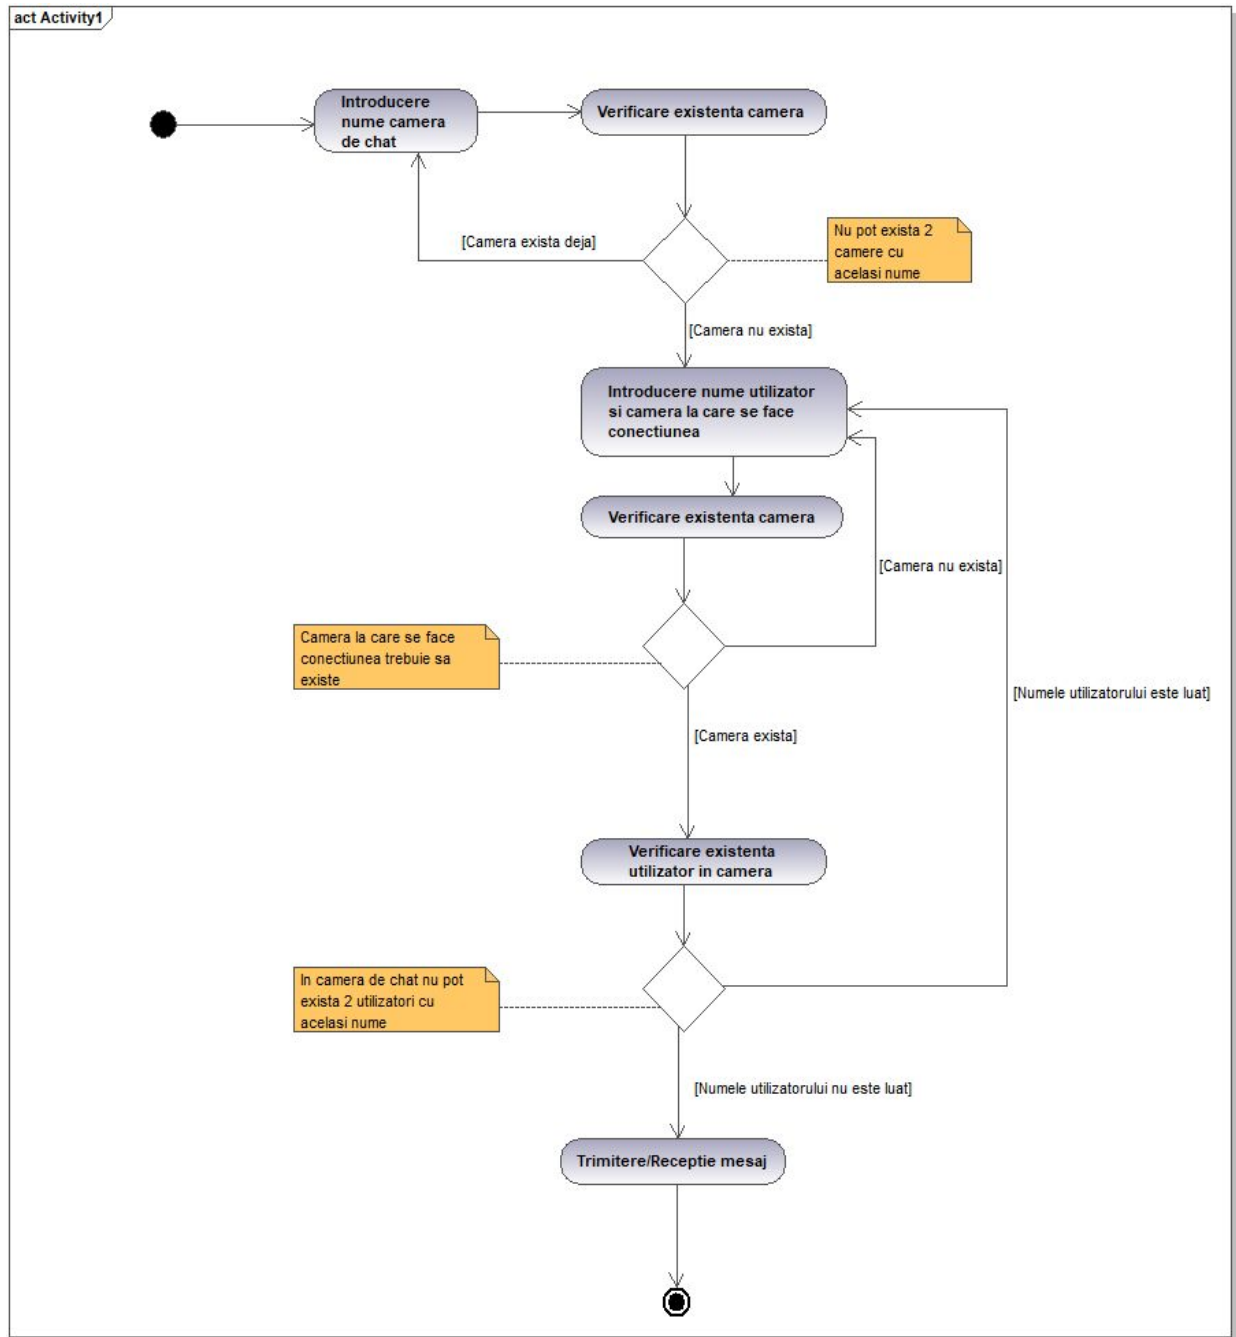 act Activity1
Introducere
nume camera
de chat
Verificare existenta camera
[Camera exista deja]
Nu pot exista 2
camere cu
acelasi nume
[Camera nu exista]
Introducere nume utilizator
si camera la care se face
conectiunea
Verificare existenta camera
[Camera nu exista]
Camera la care se face
conectiunea trebuie sa
existe
[Numele utilizatorului este luat]
[Camera exista]
Verificare existenta
utilizator in camera
In camera de chat nu pot
exista 2 utilizatori cu
acelasi nume
[Numele utilizatorului nu este luat]
Trimitere/Receptie mesaj